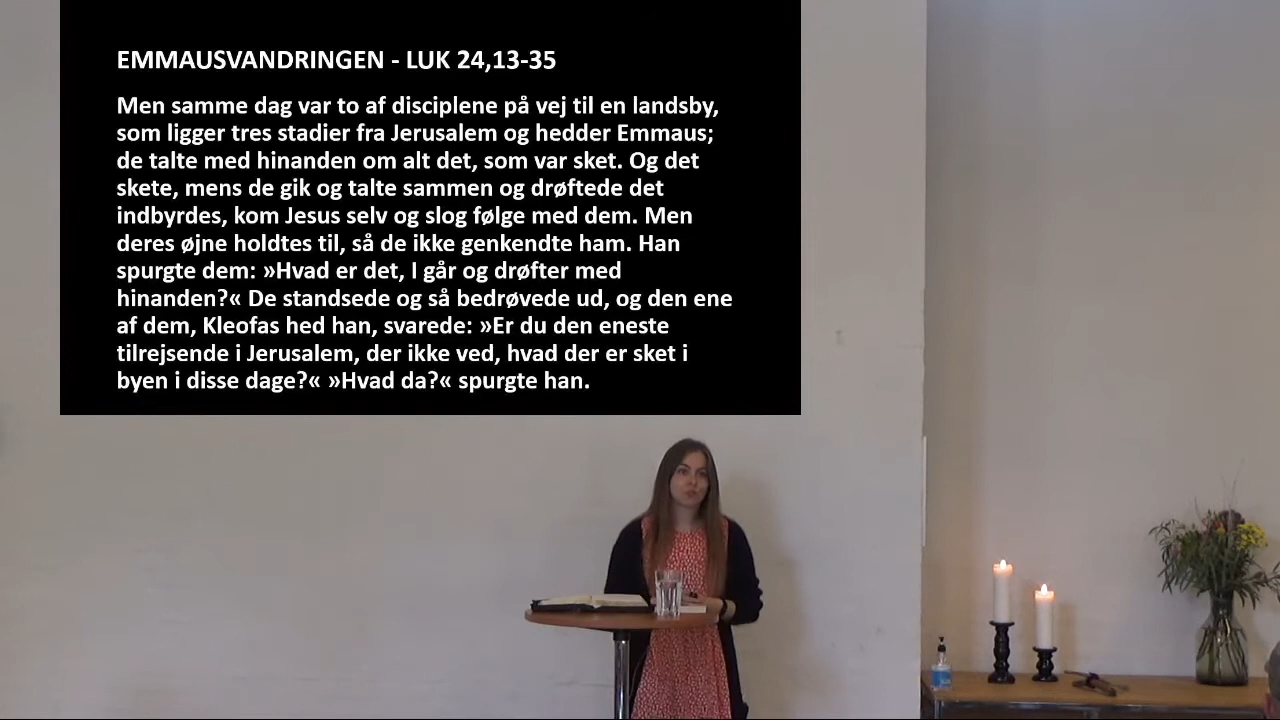 EMMAUSVANDRINGEN - LUK 24,13-35
Men samme dag var to af disciplene på vej til en landsby,
som ligger tres stadier fra Jerusalem og hedder Emmaus;
de talte med hinanden om alt det, som var sket. Og det
skete, mens de gik og talte sammen og drøftede det
indbyrdes, kom Jesus selv og slog følge med dem. Men
deres øjne holdtes til, så de ikke genkendte ham. Han
spurgte dem: »Hvad er det, I går og drøfter med
hinanden?« De standsede og så bedrøvede ud, og den ene
af dem, Kleofas hed han, svarede: »Er du den eneste
tilrejsende i Jerusalem, der ikke ved, hvad der er sket i
byen i disse dage?« »Hvad da?« spurgte han.